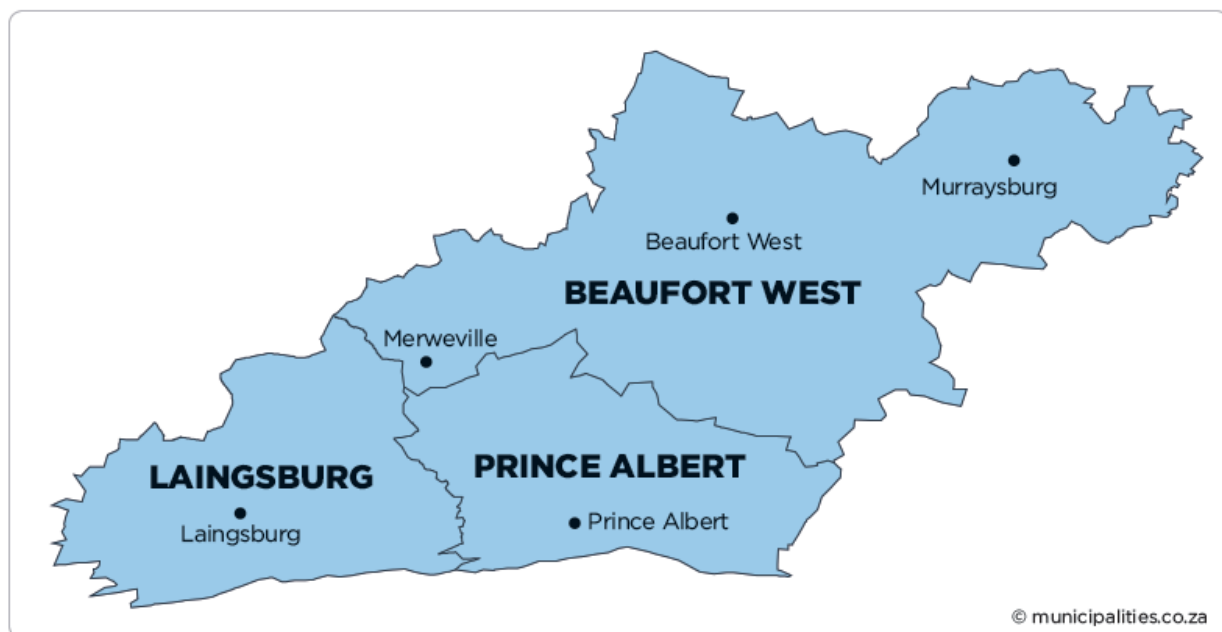 Murraysburg
Beaufort West
BEAUFORT WEST
Merweville
LAINGSBURG
PRINCE ALBERT
Laingsburg
Prince Albert
© municipalities.co.za